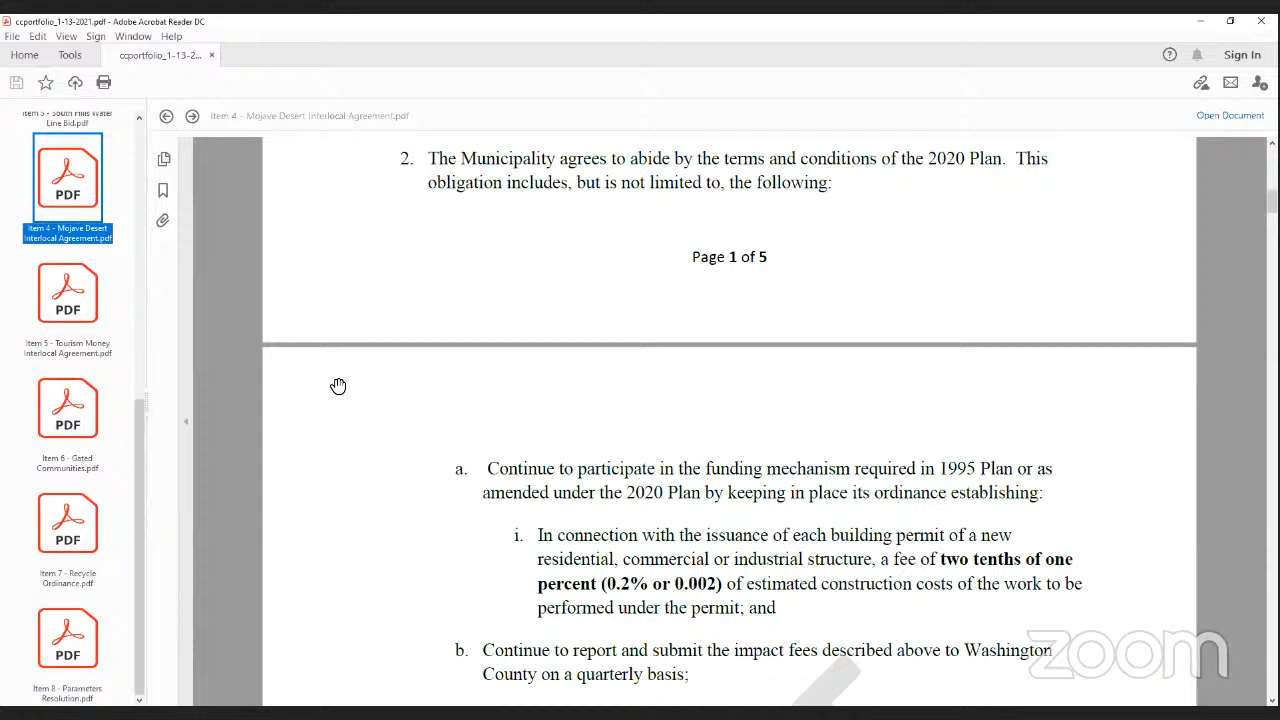 ccportfolio_1-13-2021.pdf - Adobe Acrobat Reader DC
File Edit View Sign Window Help
Home Tools ccportfolio_1-13-2... × Sign In
Item 4 - Mojave Desert Interlocal Agreement.pdf Open Document
Item 3 - South Hills Water
Line Bid.pdf
PDF
Item 4 - Mojave Desert
Interlocal Agreement.pdf
PDF
Item 5 - Tourism Money
Interlocal Agreement.pdf
PDF
Item 6 - Gated
Communities.pdf
PDF
Item 7 - Recycle
Ordinance.pdf
PDF
Item 8 - Parameters
Resolution.pdf
2. The Municipality agrees to abide by the terms and conditions of the 2020 Plan. This
obligation includes, but is not limited to, the following:
Page 1 of 5
a. Continue to participate in the funding mechanism required in 1995 Plan or as
amended under the 2020 Plan by keeping in place its ordinance establishing:
i. In connection with the issuance of each building permit of a new
residential, commercial or industrial structure, a fee of two tenths of one
percent (0.2% or 0.002) of estimated construction costs of the work to be
performed under the permit; and
b. Continue to report and submit the impact fees described above to Washington
County on a quarterly basis;
zoom